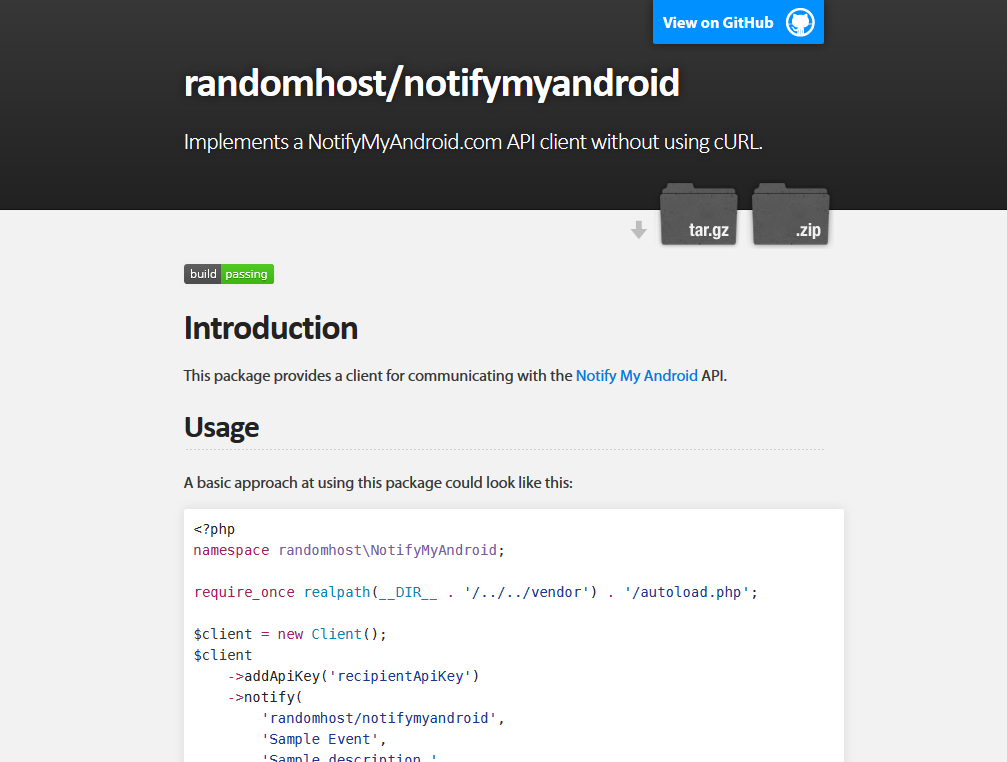 View on GitHub
randomhost/notifymyandroid
Implements a NotifyMyAndroid.com API client without using cURL.
tar.gz
.zip
build passing
Introduction
This package provides a client for communicating with the Notify My Android API.
Usage
A basic approach at using this package could look like this:
<?php
namespace randomhost\NotifyMyAndroid;
require_once realpath(__DIR__ . '/../../vendor') . '/autoload.php';
$client = new Client();
$client
    ->addApiKey('recipientApiKey')
    ->notify(
        'randomhost/notifymyandroid',
        'Sample Event',
        'Sample description.'